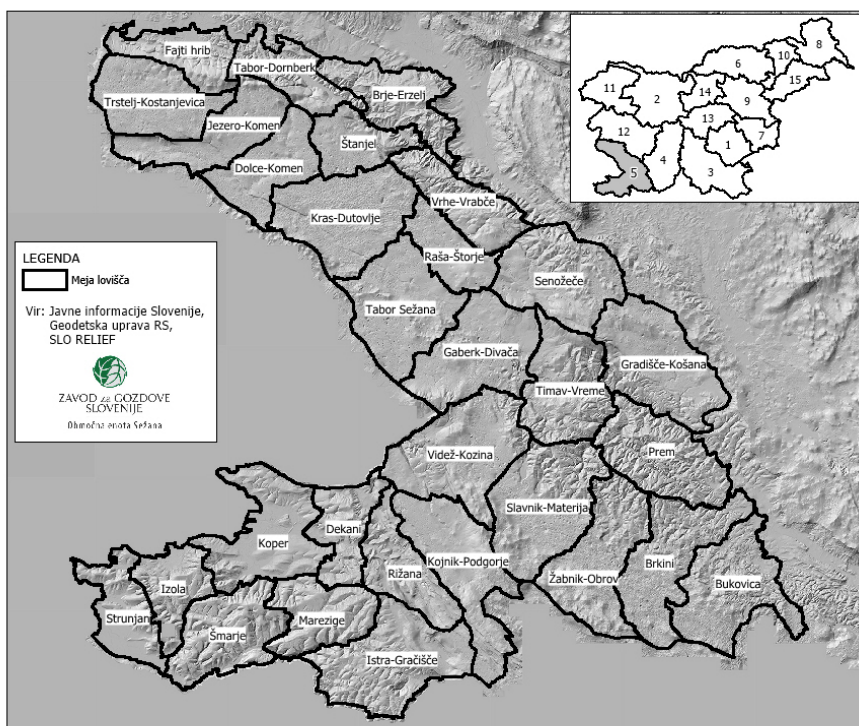 Fajti hrib
Tabor-Dornberk
Brje-Erzelj
Trstelj-Kostanjevica
Jezero-Komen
Štanjel
Dolce-Komen
Vrhe-Vrabče
Kras-Dutovlje
Raša-Štorje
Senožeče
Tabor Sežana
Gaberk-Divača
Gradišče-Košana
Timav-Vreme
Videž-Kozina
Prem
Slavnik-Materija
Dekani
Koper
Kojnik-Podgorje
Rižana
Žabnik-Obrov
Brkini
Bukovica
Izola
Strunjan
Marezige
Šmarje
Istra-Gračišče
LEGENDA
Meja lovišča
Vir: Javne informacije Slovenije,
Geodetska uprava RS,
SLO RELIEF
ZAVOD za GOZDOVE
SLOVENIJE
Območna enota Sežana
8
10
6
15
11
2
14
9
13
12
7
1
4
5
3